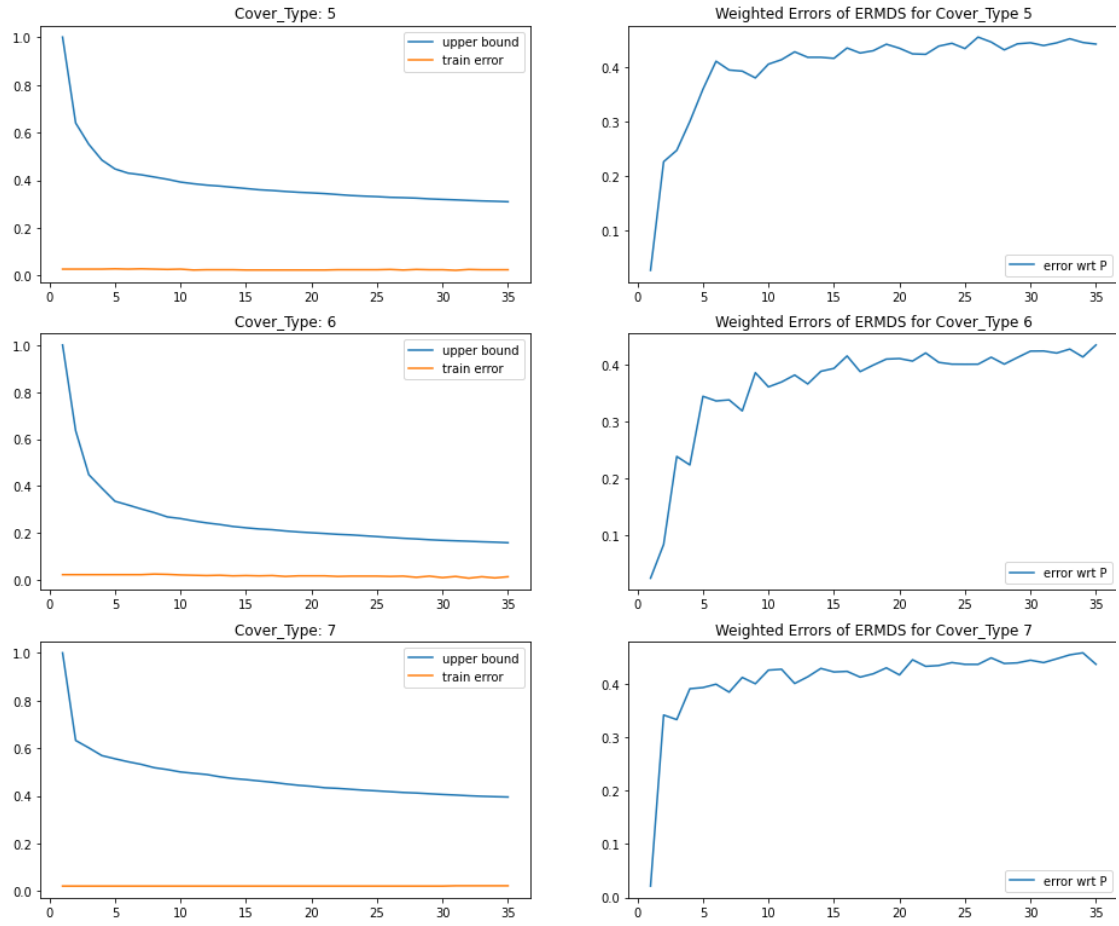 Cover_Type: 5
1.0
0.8
0.6
0.4
0.2
0.0
upper bound
train error
0 5 10 15 20 25 30 35
Weighted Errors of ERMDS for Cover_Type 5
0.4
0.3
0.2
0.1
error wrt P
0 5 10 15 20 25 30 35
Cover_Type: 6
1.0
0.8
0.6
0.4
0.2
0.0
upper bound
train error
0 5 10 15 20 25 30 35
Weighted Errors of ERMDS for Cover_Type 6
0.4
0.3
0.2
0.1
error wrt P
0 5 10 15 20 25 30 35
Cover_Type: 7
1.0
0.8
0.6
0.4
0.2
0.0
upper bound
train error
0 5 10 15 20 25 30 35
Weighted Errors of ERMDS for Cover_Type 7
0.4
0.3
0.2
0.1
0.0
error wrt P
0 5 10 15 20 25 30 35